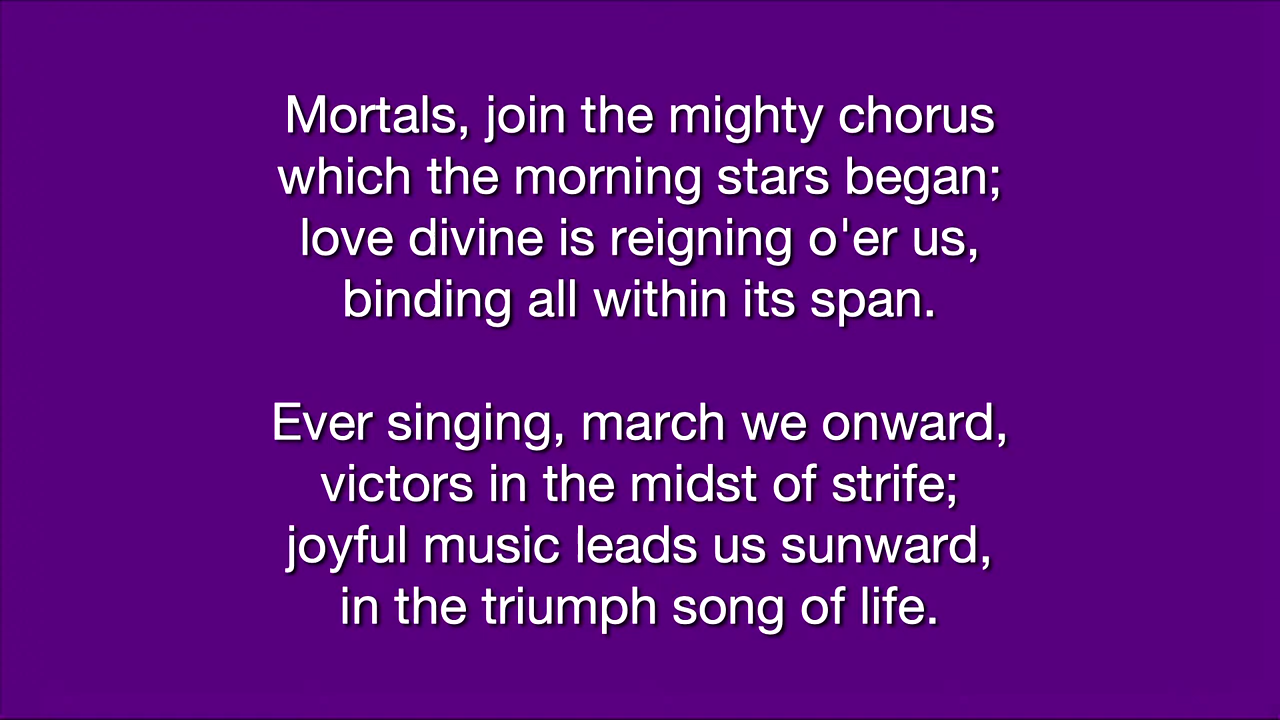 Mortals, join the mighty chorus
which the morning stars began;
love divine is reigning o'er us,
binding all within its span.
Ever singing, march we onward,
victors in the midst of strife;
joyful music leads us sunward,
in the triumph song of life.